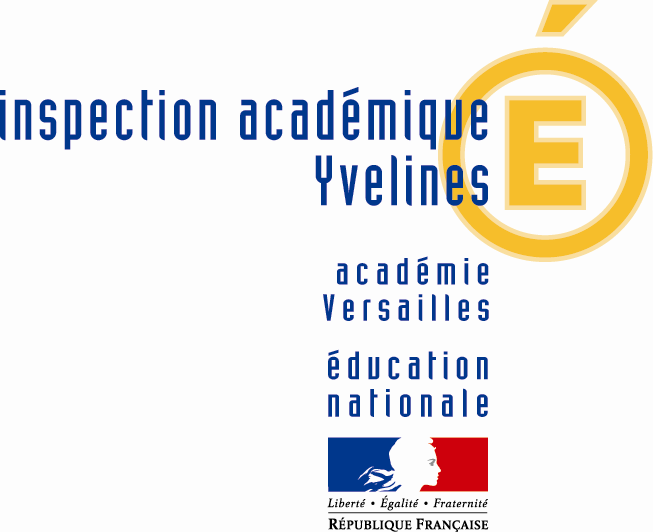 inspection académique
Yvelines
É
académie
Versailles
éducation
nationale
Liberté • Égalité • Fraternité
RÉPUBLIQUE FRANÇAISE